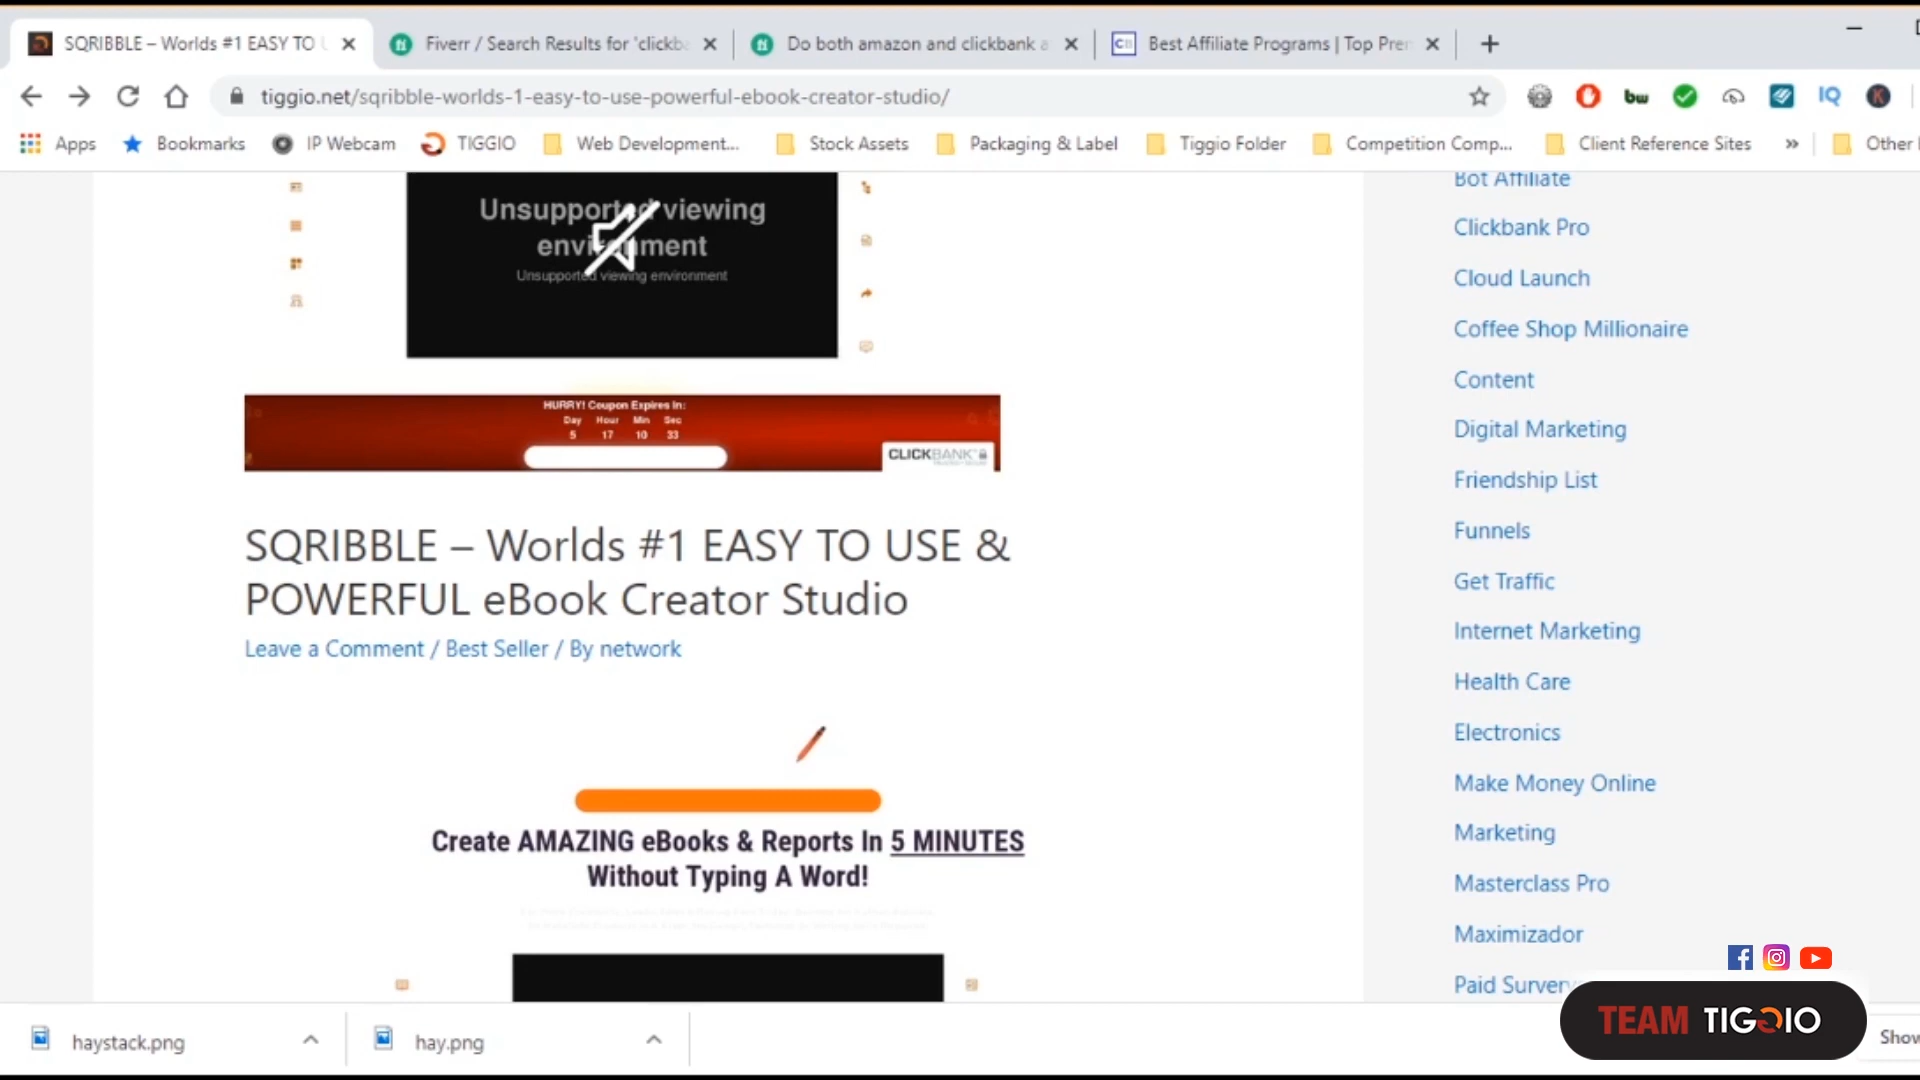 SQRIBBLE – Worlds #1 EASY TO U
Fiverr / Search Results for 'clickb
Do both amazon and clickbank a
Best Affiliate Programs | Top Prem
tiggio.net/sqribble-worlds-1-easy-to-use-powerful-ebook-creator-studio/
Apps
Bookmarks
IP Webcam
TIGGIO
Web Development...
Stock Assets
Packaging & Label
Tiggio Folder
Competition Comp...
Client Reference Sites
Other
Unsupported viewing
environment
Unsupported viewing environment
HURRY! Coupon Expires In:
Day Hour Min Sec
5 17 10 33
CLICKBANK
SQRIBBLE – Worlds #1 EASY TO USE &
POWERFUL eBook Creator Studio
Leave a Comment / Best Seller / By network
Create AMAZING eBooks & Reports In 5 MINUTES
Without Typing A Word!
Bot Affiliate
Clickbank Pro
Cloud Launch
Coffee Shop Millionaire
Content
Digital Marketing
Friendship List
Funnels
Get Traffic
Internet Marketing
Health Care
Electronics
Make Money Online
Marketing
Masterclass Pro
Maximizador
Paid Survery
TEAM TIGGIO
haystack.png
hay.png
Show